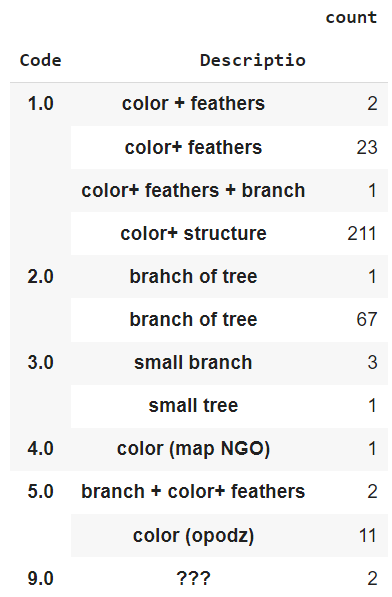 count
Code Descriptio
1.0 color + feathers 2
color+ feathers 23
color+ feathers + branch 1
color+ structure 211
2.0 brahch of tree 1
branch of tree 67
3.0 small branch 3
small tree 1
4.0 color (map NGO) 1
5.0 branch + color+ feathers 2
color (opodz) 11
9.0 ??? 2